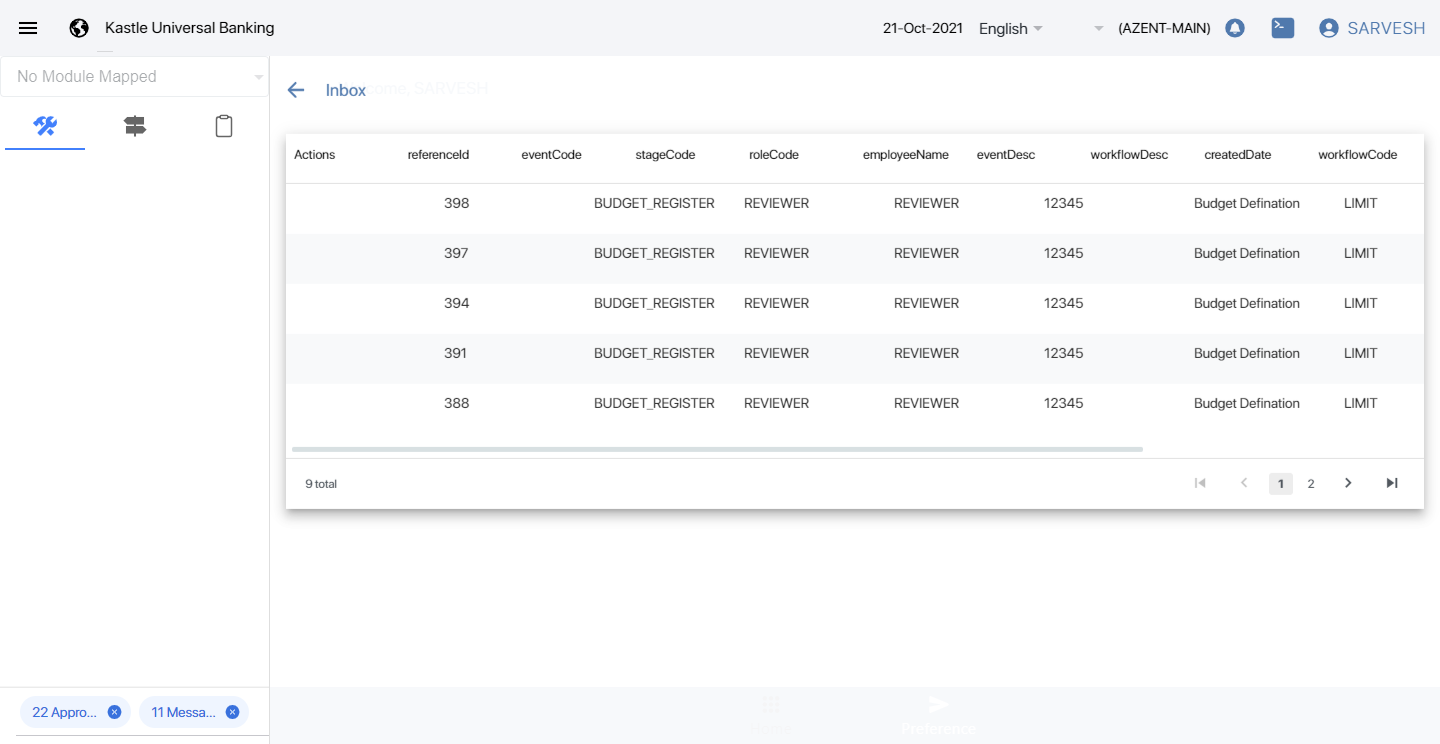 Kastle Universal Banking 21-Oct-2021 English (AZENT-MAIN) SARVESH
No Module Mapped
Inbox come, SARVESH
Actions referenceId eventCode stageCode roleCode employeeName eventDesc workflowDesc createdDate workflowCode
398 BUDGET_REGISTER REVIEWER REVIEWER 12345 Budget Defination LIMIT
397 BUDGET_REGISTER REVIEWER REVIEWER 12345 Budget Defination LIMIT
394 BUDGET_REGISTER REVIEWER REVIEWER 12345 Budget Defination LIMIT
391 BUDGET_REGISTER REVIEWER REVIEWER 12345 Budget Defination LIMIT
388 BUDGET_REGISTER REVIEWER REVIEWER 12345 Budget Defination LIMIT
9 total 1 2
22 Appro... 11 Messa...
Preference